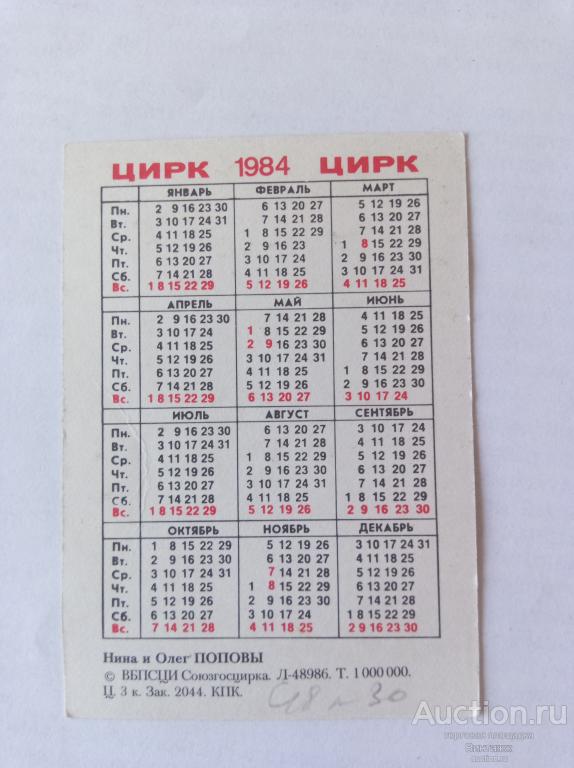 ЦИРК 1984 ЦИРК
ЯНВАРЬ ФЕВРАЛЬ МАРТ
Пн. 2 9 16 23 30 6 13 20 27 5 12 19 26
Вт. 3 10 17 24 31 7 14 21 28 6 13 20 27
Ср. 4 11 18 25 1 8 15 22 29 7 14 21 28
Чт. 5 12 19 26 2 9 16 23 1 8 15 22 29
Пт. 6 13 20 27 3 10 17 24 2 9 16 23 30
Сб. 7 14 21 28 4 11 18 25 3 10 17 24 31
Вс. 1 8 15 22 29 5 12 19 26 4 11 18 25
АПРЕЛЬ МАЙ ИЮНЬ
Пн. 2 9 16 23 30 7 14 21 28 4 11 18 25
Вт. 3 10 17 24 1 8 15 22 29 5 12 19 26
Ср. 4 11 18 25 2 9 16 23 30 6 13 20 27
Чт. 5 12 19 26 3 10 17 24 31 7 14 21 28
Пт. 6 13 20 27 4 11 18 25 1 8 15 22 29
Сб. 7 14 21 28 5 12 19 26 2 9 16 23 30
Вс. 1 8 15 22 29 6 13 20 27 3 10 17 24
ИЮЛЬ АВГУСТ СЕНТЯБРЬ
Пн. 2 9 16 23 30 6 13 20 27 3 10 17 24
Вт. 3 10 17 24 31 7 14 21 28 4 11 18 25
Ср. 4 11 18 25 1 8 15 22 29 5 12 19 26
Чт. 5 12 19 26 2 9 16 23 30 6 13 20 27
Пт. 6 13 20 27 3 10 17 24 31 7 14 21 28
Сб. 7 14 21 28 4 11 18 25 1 8 15 22 29
Вс. 1 8 15 22 29 5 12 19 26 2 9 16 23 30
ОКТЯБРЬ НОЯБРЬ ДЕКАБРЬ
Пн. 1 8 15 22 29 5 12 19 26 3 10 17 24 31
Вт. 2 9 16 23 30 6 13 20 27 4 11 18 25
Ср. 3 10 17 24 31 7 14 21 28 5 12 19 26
Чт. 4 11 18 25 1 8 15 22 29 6 13 20 27
Пт. 5 12 19 26 2 9 16 23 30 7 14 21 28
Сб. 6 13 20 27 3 10 17 24 1 8 15 22 29
Вс. 7 14 21 28 4 11 18 25 2 9 16 23 30
Нина и Олег ПОПОВЫ
© ВБПСЦИ Союзгосцирка. Л-48986. Т. 1 000 000.
Ц. 3 к. Зак. 2044. КПК.
Auction.ru
торговая площадка
Винтажж
auction.ru